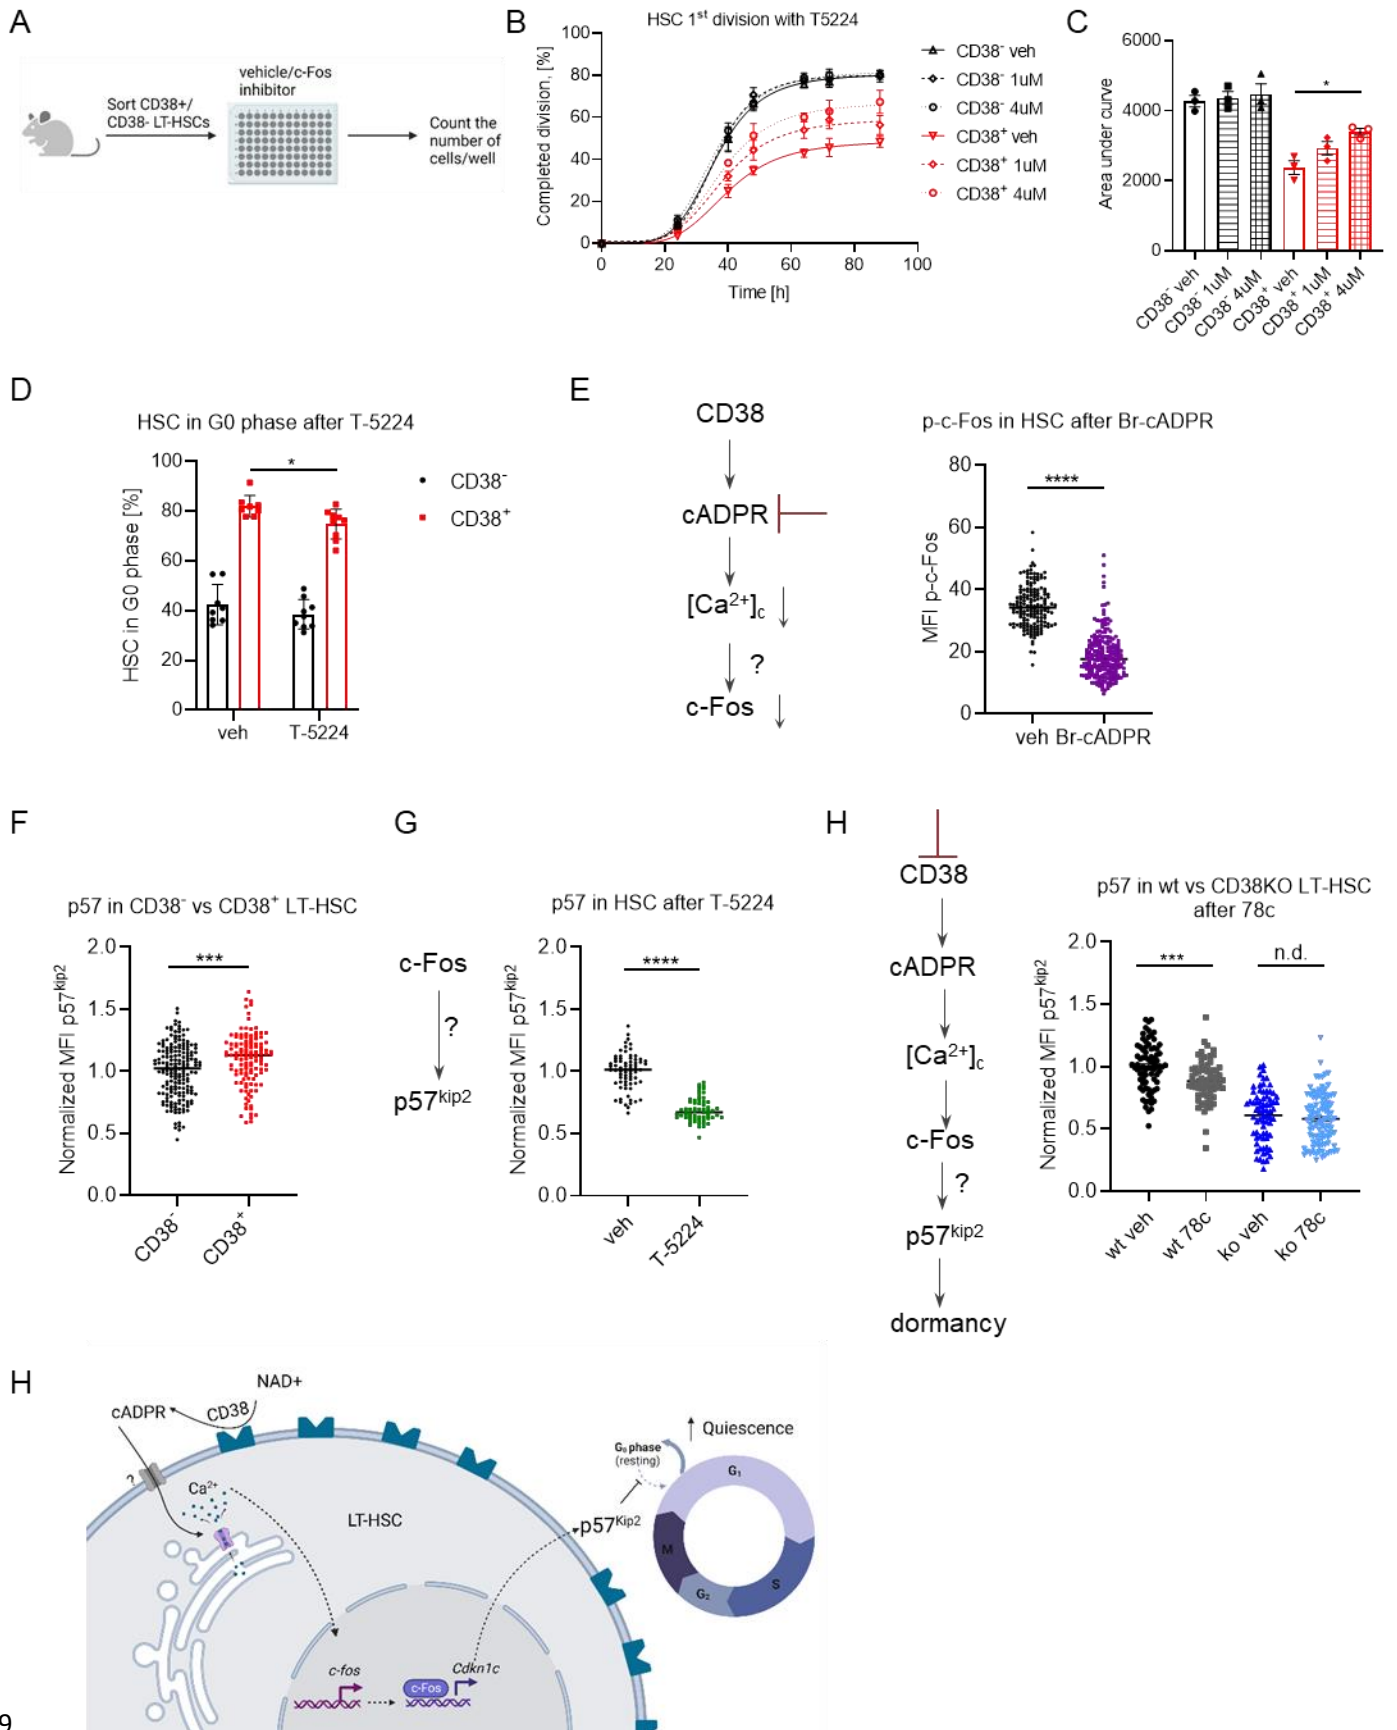 A
Sort CD38+/
CD38- LT-HSCs
vehicle/c-Fos
inhibitor
Count the
number of
cells/well
B
HSC 1st division with T5224
Completed division, [%]
100
80
60
40
20
0
0 20 40 60 80 100
Time [h]
CD38- veh
CD38- 1uM
CD38- 4uM
CD38+ veh
CD38+ 1uM
CD38+ 4uM
C
Area under curve
6000
4000
2000
0
*
CD38- veh
CD38- 1uM
CD38- 4uM
CD38+ veh
CD38+ 1uM
CD38+ 4uM
D
HSC in G0 phase after T-5224
HSC in G0 phase [%]
100
80
60
40
20
0
*
veh T-5224
CD38-
CD38+
E
CD38
cADPR
[Ca2+]c
?
c-Fos
p-c-Fos in HSC after Br-cADPR
MFI p-c-Fos
80
60
40
20
0
****
veh Br-cADPR
F
p57 in CD38- vs CD38+ LT-HSC
Normalized MFI p57kip2
2.0
1.5
1.0
0.5
0.0
***
CD38-
CD38+
G
c-Fos
?
p57kip2
p57 in HSC after T-5224
Normalized MFI p57kip2
2.0
1.5
1.0
0.5
0.0
****
veh
T-5224
H
CD38
cADPR
[Ca2+]c
c-Fos
?
p57kip2
dormancy
p57 in wt vs CD38KO LT-HSC
after 78c
Normalized MFI p57kip2
2.0
1.5
1.0
0.5
0.0
***
n.d.
wt veh
wt 78c
ko veh
ko 78c
H
NAD+
cADPR
CD38
?
Ca2+
LT-HSC
c-fos
c-Fos
Cdkn1c
p57Kip2
G0 phase
(resting)
Quiescence
G1
S
G2
M
9